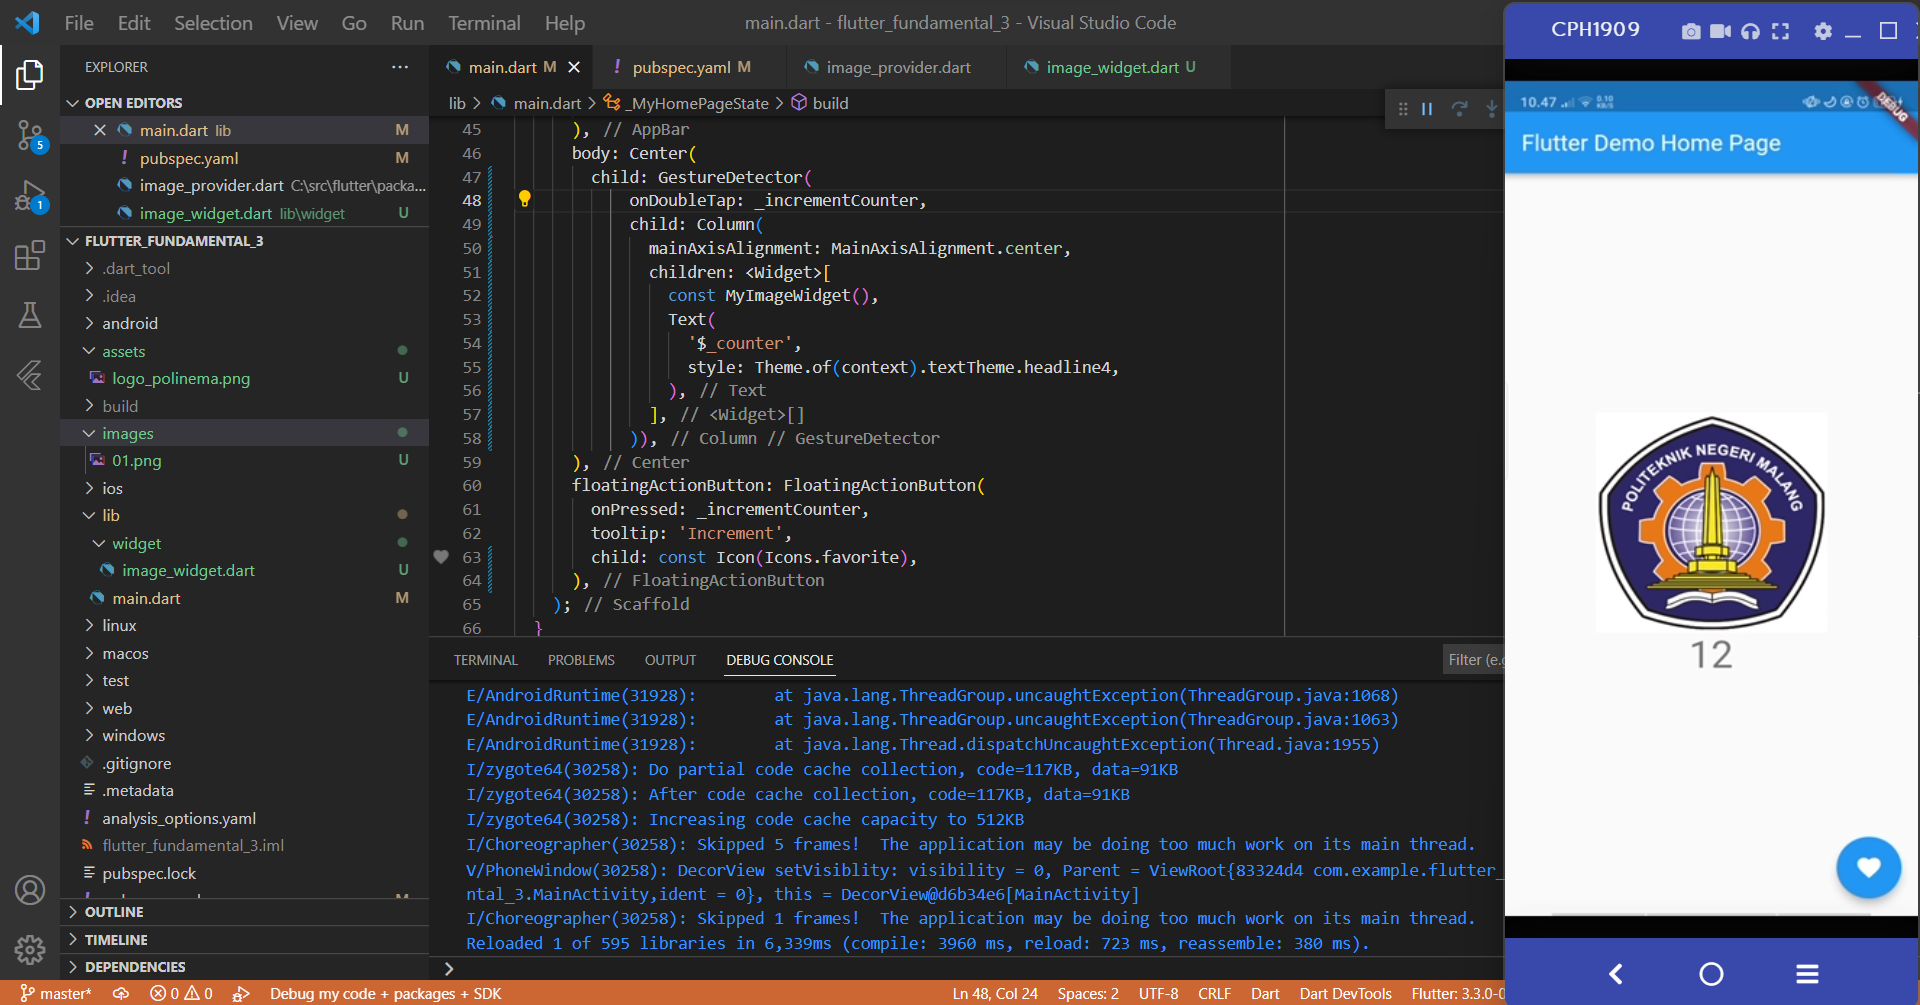 File Edit Selection View Go Run Terminal Help
main.dart - flutter_fundamental_3 - Visual Studio Code
EXPLORER
OPEN EDITORS
main.dart lib M
! pubspec.yaml M
image_provider.dart C:\src\flutter\packa...
image_widget.dart lib\widget U
FLUTTER_FUNDAMENTAL_3
.dart_tool
.idea
android
assets
logo_polinema.png U
build
images
01.png U
ios
lib
widget
image_widget.dart U
main.dart M
linux
macos
test
web
windows
.gitignore
.metadata
! analysis_options.yaml
flutter_fundamental_3.iml
pubspec.lock
OUTLINE
TIMELINE
DEPENDENCIES
5
1
main.dart M
! pubspec.yaml M
image_provider.dart
image_widget.dart U
lib > main.dart > _MyHomePageState > build
45 ), // AppBar
46 body: Center(
47 child: GestureDetector(
48 onDoubleTap: _incrementCounter,
49 child: Column(
50 mainAxisAlignment: MainAxisAlignment.center,
51 children: <Widget>[
52 const MyImageWidget(),
53 Text(
54 '$_counter',
55 style: Theme.of(context).textTheme.headline4,
56 ), // Text
57 ], // <Widget>[]
58 )), // Column // GestureDetector
59 ), // Center
60 floatingActionButton: FloatingActionButton(
61 onPressed: _incrementCounter,
62 tooltip: 'Increment',
63 child: const Icon(Icons.favorite),
64 ), // FloatingActionButton
65 ); // Scaffold
66 }
TERMINAL PROBLEMS OUTPUT DEBUG CONSOLE
Filter (e.g
E/AndroidRuntime(31928): at java.lang.ThreadGroup.uncaughtException(ThreadGroup.java:1068)
E/AndroidRuntime(31928): at java.lang.ThreadGroup.uncaughtException(ThreadGroup.java:1063)
E/AndroidRuntime(31928): at java.lang.Thread.dispatchUncaughtException(Thread.java:1955)
I/zygote64(30258): Do partial code cache collection, code=117KB, data=91KB
I/zygote64(30258): After code cache collection, code=117KB, data=91KB
I/zygote64(30258): Increasing code cache capacity to 512KB
I/Choreographer(30258): Skipped 5 frames! The application may be doing too much work on its main thread.
V/PhoneWindow(30258): DecorView setVisiblity: visibility = 0, Parent = ViewRoot{83324d4 com.example.flutter_
ntal_3.MainActivity,ident = 0}, this = DecorView@d6b34e6[MainActivity]
I/Choreographer(30258): Skipped 1 frames! The application may be doing too much work on its main thread.
Reloaded 1 of 595 libraries in 6,339ms (compile: 3960 ms, reload: 723 ms, reassemble: 380 ms).
master* 0 0 Debug my code + packages + SDK
Ln 48, Col 24 Spaces: 2 UTF-8 CRLF Dart Dart DevTools Flutter: 3.3.0-0
CPH1909
10.47 0.10 KB/S
DEBUG
Flutter Demo Home Page
POLITEKNIK NEGERI MALANG
12